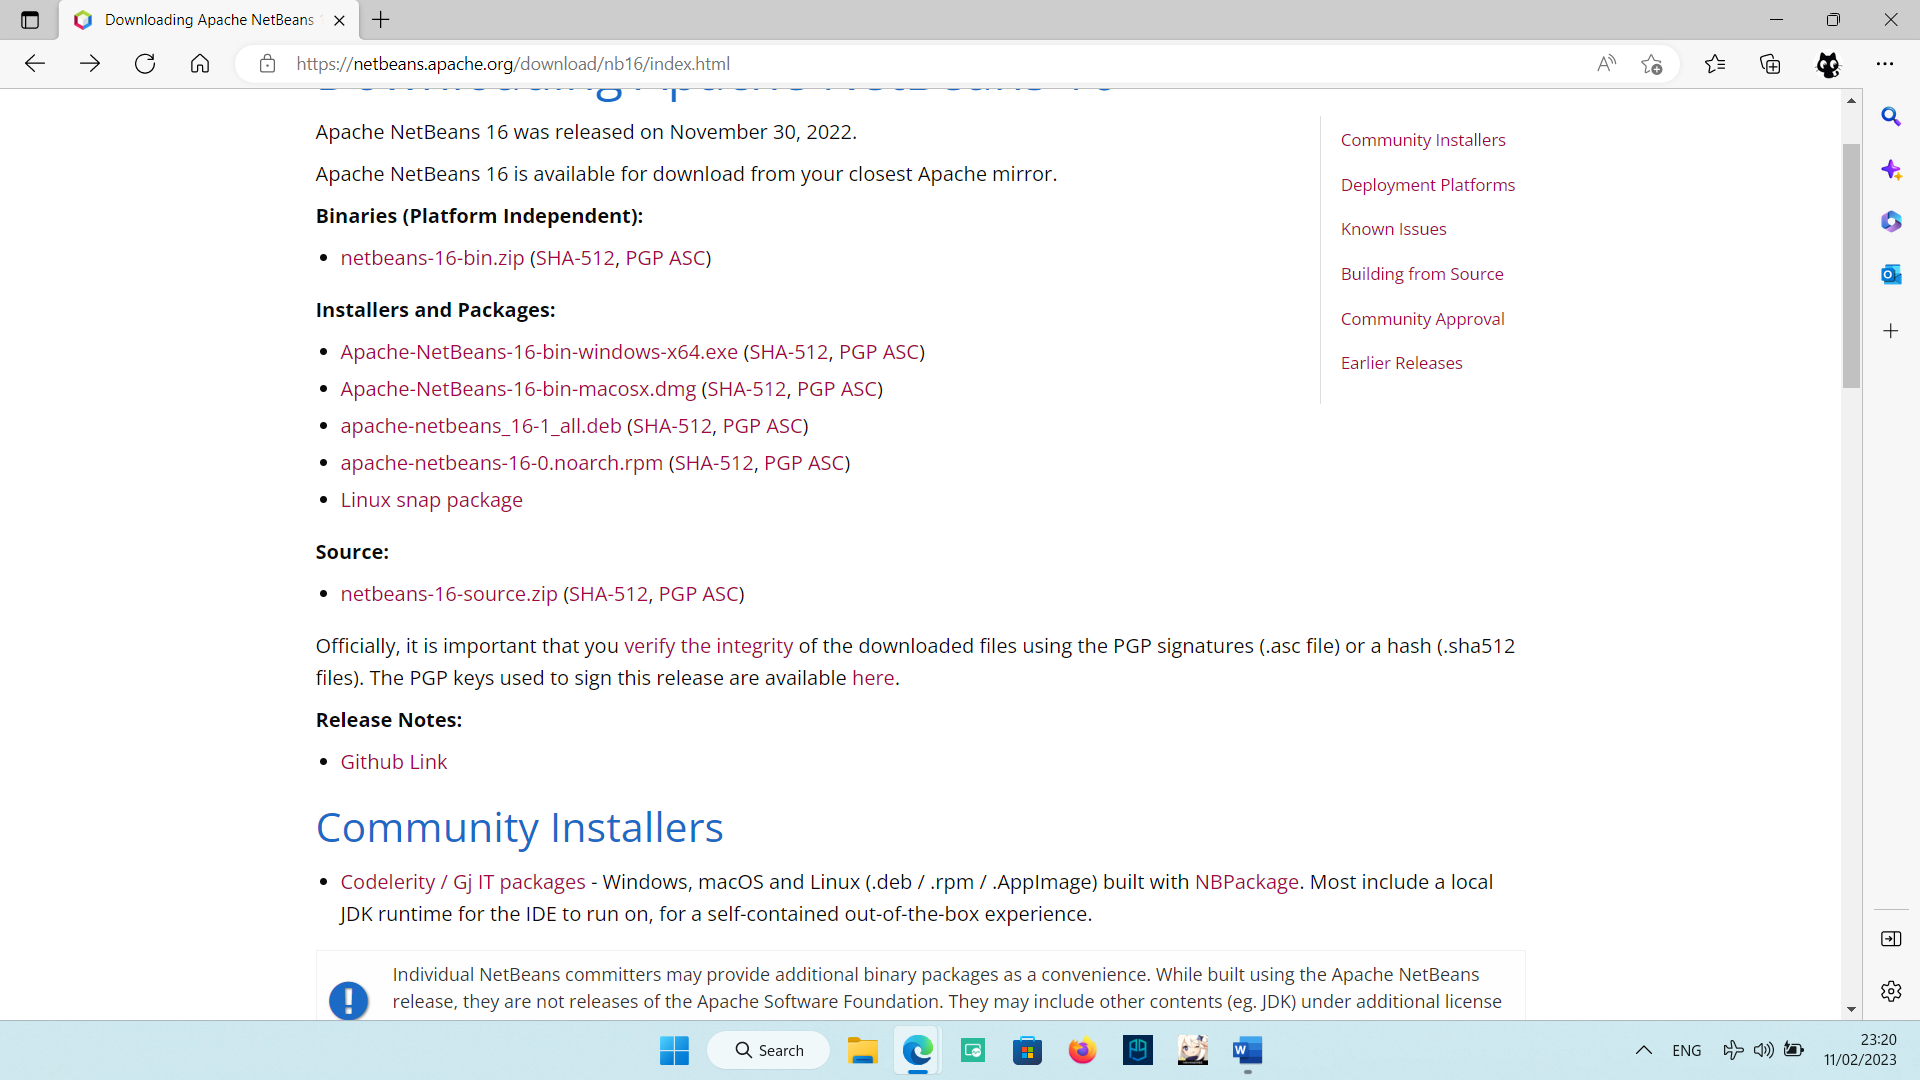 Downloading Apache NetBeans
https://netbeans.apache.org/download/nb16/index.html
Downloading Apache NetBeans 16
Apache NetBeans 16 was released on November 30, 2022.
Apache NetBeans 16 is available for download from your closest Apache mirror.
Binaries (Platform Independent):
netbeans-16-bin.zip (SHA-512, PGP ASC)
Installers and Packages:
Apache-NetBeans-16-bin-windows-x64.exe (SHA-512, PGP ASC)
Apache-NetBeans-16-bin-macosx.dmg (SHA-512, PGP ASC)
apache-netbeans_16-1_all.deb (SHA-512, PGP ASC)
apache-netbeans-16-0.noarch.rpm (SHA-512, PGP ASC)
Linux snap package
Source:
netbeans-16-source.zip (SHA-512, PGP ASC)
Officially, it is important that you verify the integrity of the downloaded files using the PGP signatures (.asc file) or a hash (.sha512
files). The PGP keys used to sign this release are available here.
Release Notes:
Github Link
Community Installers
Codelerity / Gj IT packages - Windows, macOS and Linux (.deb / .rpm / .AppImage) built with NBPackage. Most include a local
JDK runtime for the IDE to run on, for a self-contained out-of-the-box experience.
Individual NetBeans committers may provide additional binary packages as a convenience. While built using the Apache NetBeans
release, they are not releases of the Apache Software Foundation. They may include other contents (eg. JDK) under additional license
Community Installers
Deployment Platforms
Known Issues
Building from Source
Community Approval
Earlier Releases
Search
ENG
23:20
11/02/2023